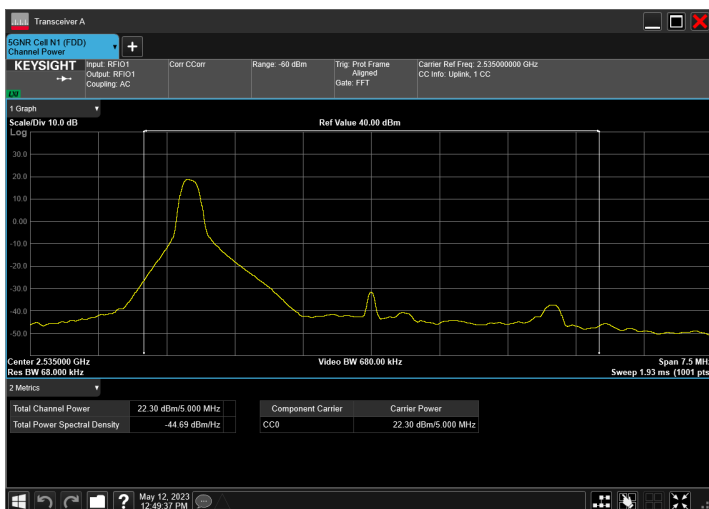 Transceiver A
5GNR Cell N1 (FDD)
Channel Power
KEYSIGHT
Input: RFIO1
Output: RFIO1
Coupling: AC
Corr CCorr
Range: -60 dBm
Trig: Prot Frame
Aligned
Gate: FFT
Carrier Ref Freq: 2.535000000 GHz
CC Info: Uplink, 1 CC
LXI
1 Graph
Scale/Div 10.0 dB
Ref Value 40.00 dBm
Log
30.0
20.0
10.0
0.00
-10.0
-20.0
-30.0
-40.0
-50.0
Center 2.535000 GHz
Video BW 680.00 kHz
Span 7.5 MHz
Res BW 68.000 kHz
Sweep 1.93 ms (1001 pts
2 Metrics
Total Channel Power 22.30 dBm/5.000 MHz
Total Power Spectral Density -44.69 dBm/Hz
Component Carrier Carrier Power
CC0 22.30 dBm/5.000 MHz
?
May 12, 2023
12:49:37 PM